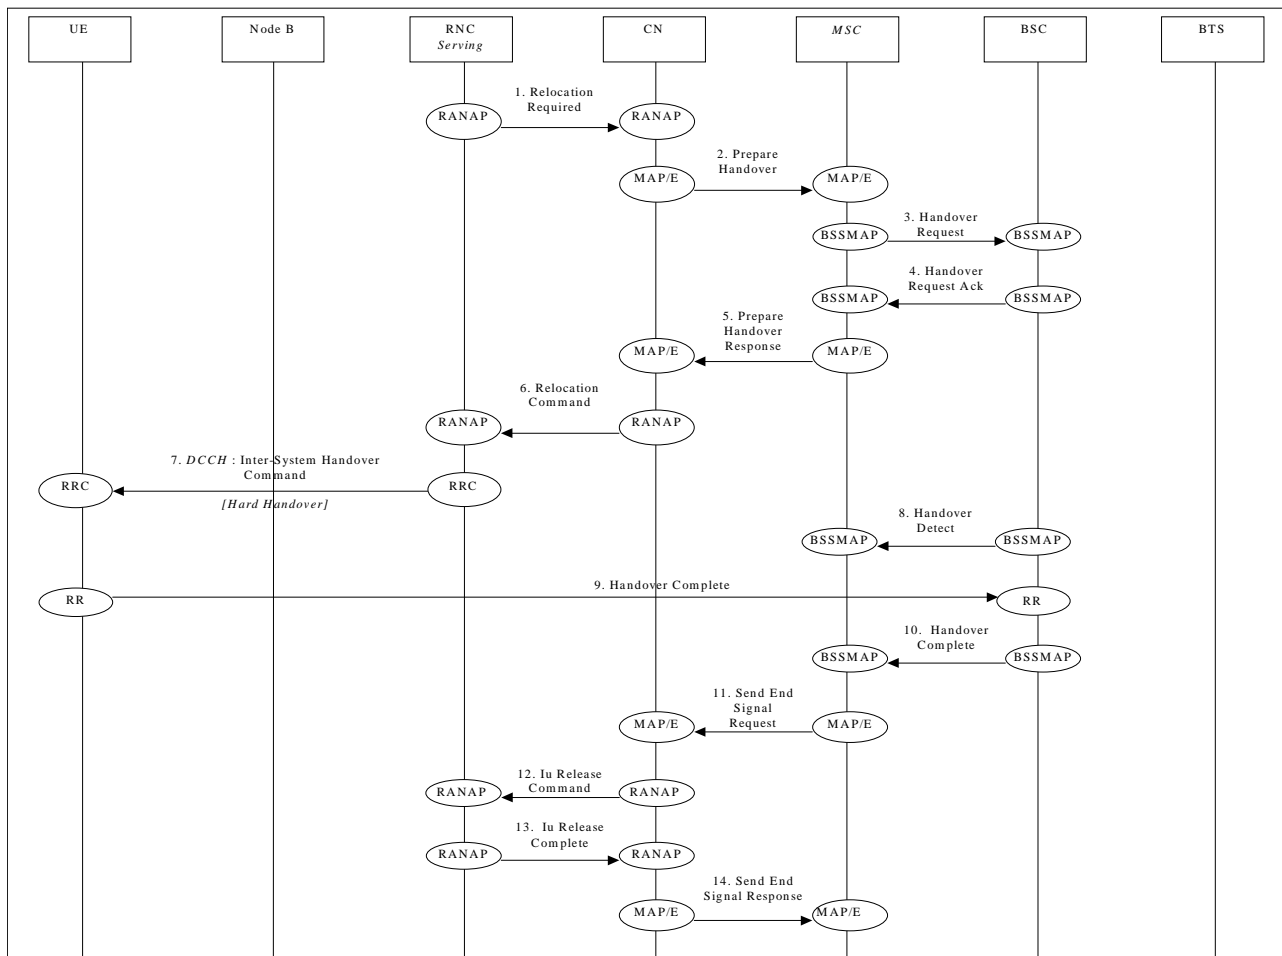 UE
Node B
RNC
Serving
CN
MSC
BSC
BTS
1. Relocation
Required
RANAP
RANAP
2. Prepare
Handover
MAP/E
MAP/E
3. Handover
Request
BSSMAP
BSSMAP
4. Handover
Request Ack
BSSMAP
BSSMAP
5. Prepare
Handover
Response
MAP/E
MAP/E
6. Relocation
Command
RANAP
RANAP
7. DCCH : Inter-System Handover
Command
RRC
RRC
[Hard Handover]
8. Handover
Detect
BSSMAP
BSSMAP
9. Handover Complete
RR
RR
10. Handover
Complete
BSSMAP
BSSMAP
11. Send End
Signal
Request
MAP/E
MAP/E
12. Iu Release
Command
RANAP
RANAP
13. Iu Release
Complete
RANAP
RANAP
14. Send End
Signal Response
MAP/E
MAP/E